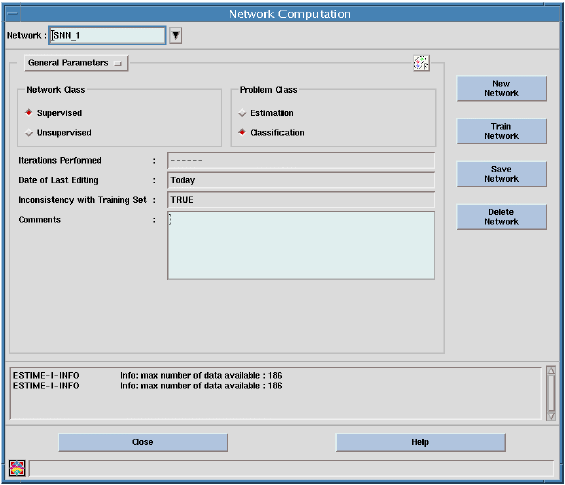 Network Computation
Network : SNN_1
General Parameters
Network Class
Supervised
Unsupervised
Problem Class
Estimation
Classification
Iterations Performed : ------
Date of Last Editing : Today
Inconsistency with Training Set : TRUE
Comments :
New
Network
Train
Network
Save
Network
Delete
Network
ESTIME-I-INFO Info: max number of data available : 186
ESTIME-I-INFO Info: max number of data available : 186
Close
Help